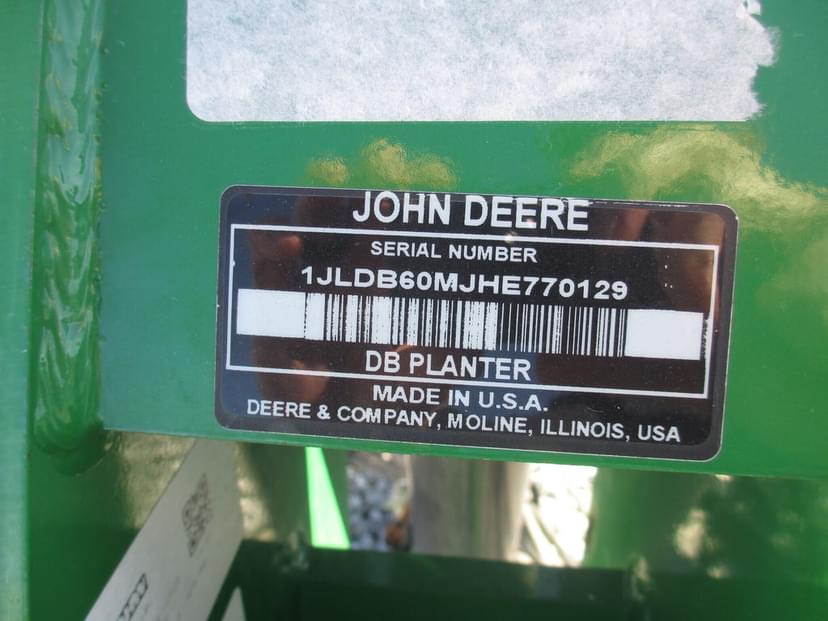 JOHN DEERE
SERIAL NUMBER
1JLDB60MJHE770129
DB PLANTER
MADE IN U.S.A.
DEERE & COMPANY, MOLINE, ILLINOIS, USA